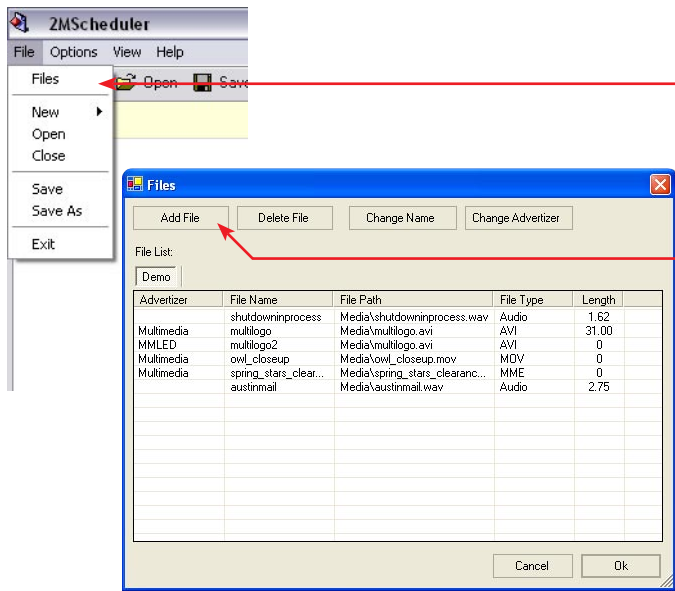 2MScheduler
File Options View Help
Files
Open Save
New
Open
Close
Save
Save As
Exit
Files
Add File Delete File Change Name Change Advertizer
File List:
Demo
Advertizer File Name File Path File Type Length
shutdowninprocess Media\shutdowninprocess.wav Audio 1.62
Multimedia multilogo Media\multilogo.avi AVI 31.00
MMLED multilogo2 Media\multilogo.avi AVI 0
Multimedia owl_closeup Media\owl_closeup.mov MOV 0
Multimedia spring_stars_clear... Media\spring_stars_clearanc... MME 0
austinmail Media\austinmail.wav Audio 2.75
Cancel Ok